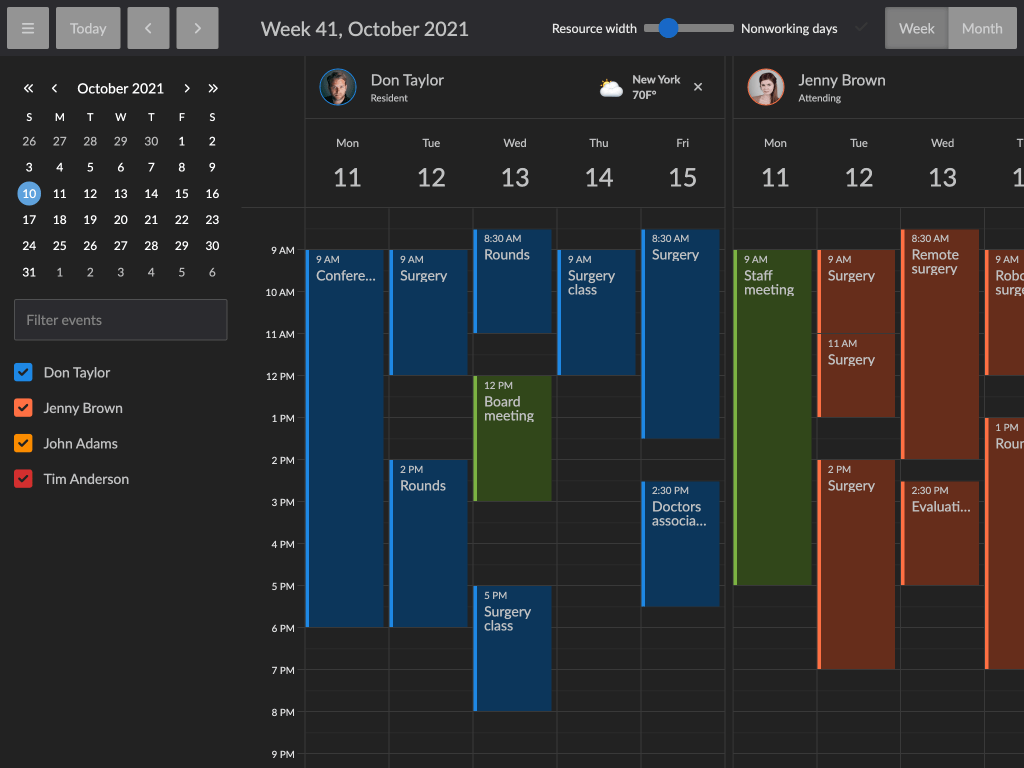 Today
Week 41, October 2021
Resource width
Nonworking days
Week
Month
October 2021
S M T W T F S
26 27 28 29 30 1 2
3 4 5 6 7 8 9
10 11 12 13 14 15 16
17 18 19 20 21 22 23
24 25 26 27 28 29 30
31 1 2 3 4 5 6
Filter events
Don Taylor
Jenny Brown
John Adams
Tim Anderson
Don Taylor
Resident
New York
70F°
Jenny Brown
Attending
Mon Tue Wed Thu Fri
11 12 13 14 15
Mon Tue Wed
11 12 13
9 AM
10 AM
11 AM
12 PM
1 PM
2 PM
3 PM
4 PM
5 PM
6 PM
7 PM
8 PM
9 PM
9 AM
Confere...
9 AM
Surgery
2 PM
Rounds
8:30 AM
Rounds
12 PM
Board
meeting
5 PM
Surgery
class
9 AM
Surgery
class
8:30 AM
Surgery
2:30 PM
Doctors
associa...
9 AM
Staff
meeting
9 AM
Surgery
11 AM
Surgery
2 PM
Surgery
8:30 AM
Remote
surgery
2:30 PM
Evaluati...
9 AM
1 PM